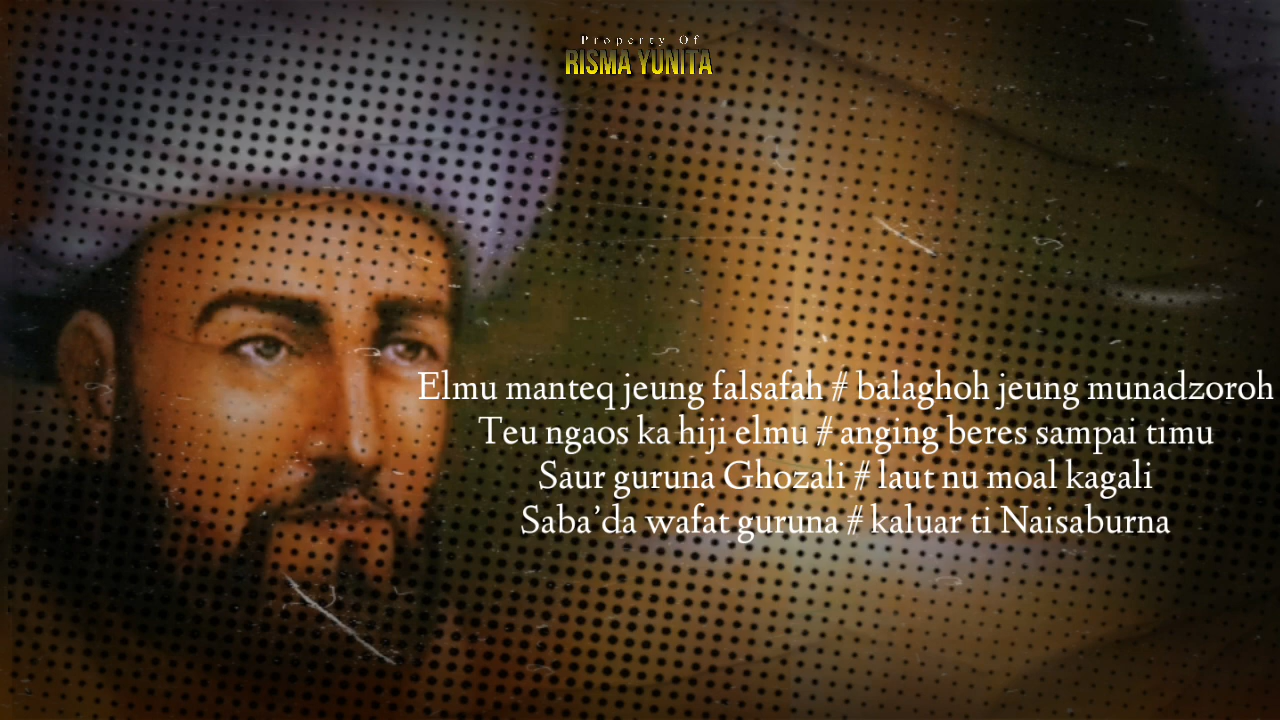 Property Of
RISMA YUNITA
Elmu manteq jeung falsafah # balaghoh jeung munadzoroh
Teu ngaos ka hiji elmu # anging beres sampai timu
Saur guruna Ghozali # laut nu moal kagali
Saba'da wafat guruna # kaluar ti Naisaburna